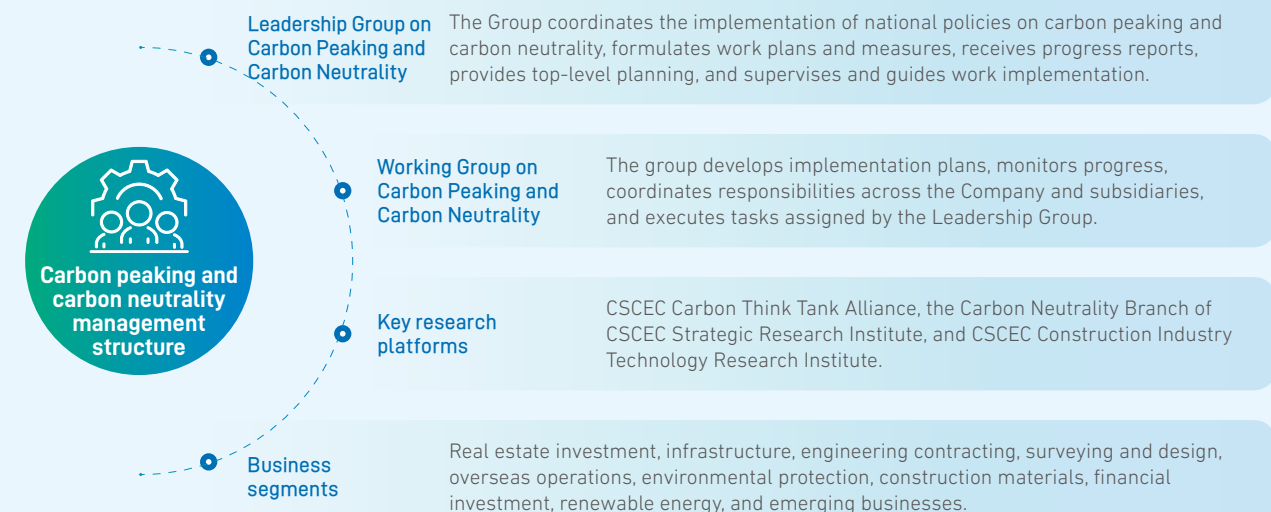 Leadership Group on
Carbon Peaking and
Carbon Neutrality
The Group coordinates the implementation of national policies on carbon peaking and
carbon neutrality, formulates work plans and measures, receives progress reports,
provides top-level planning, and supervises and guides work implementation.
Working Group on
Carbon Peaking and
Carbon Neutrality
The group develops implementation plans, monitors progress,
coordinates responsibilities across the Company and subsidiaries,
and executes tasks assigned by the Leadership Group.
Carbon peaking and
carbon neutrality
management
structure
Key research
platforms
CSCEC Carbon Think Tank Alliance, the Carbon Neutrality Branch of
CSCEC Strategic Research Institute, and CSCEC Construction Industry
Technology Research Institute.
Business
segments
Real estate investment, infrastructure, engineering contracting, surveying and design,
overseas operations, environmental protection, construction materials, financial
investment, renewable energy, and emerging businesses.